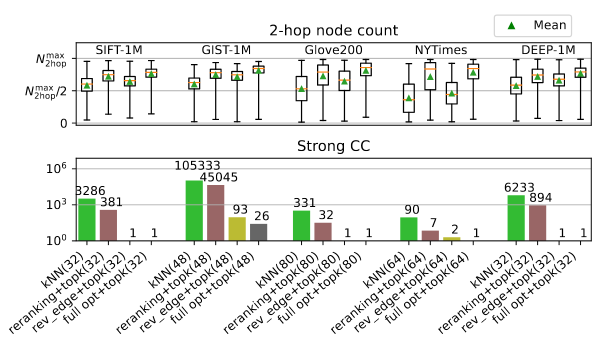 Mean
2-hop node count
SIFT-1M GIST-1M Glove200 NYTimes DEEP-1M
N_2hop^max
N_2hop^max/2
0
Strong CC
10^6
10^3
10^0
3286 381 1 1
105333 45045 93 26
331 32 1 1
90 7 2 1
6233 894 1 1
kNN(32) reranking+topk(32) rev_edge+topk(32) full opt+topk(32)
kNN(48) reranking+topk(48) rev_edge+topk(48) full opt+topk(48)
kNN(80) reranking+topk(80) rev_edge+topk(80) full opt+topk(80)
kNN(64) reranking+topk(64) rev_edge+topk(64) full opt+topk(64)
kNN(32) reranking+topk(32) rev_edge+topk(32) full opt+topk(32)